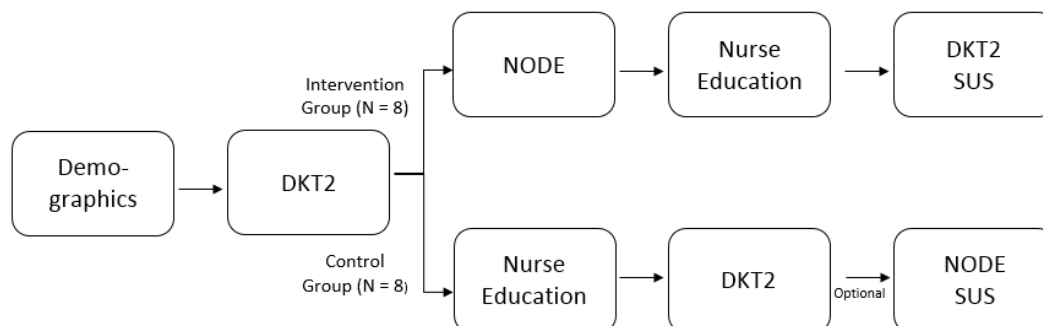 Demo-
graphics
DKT2
Intervention
Group (N = 8)
NODE
Nurse
Education
DKT2
SUS
Control
Group (N = 8)
Nurse
Education
DKT2
Optional
NODE
SUS